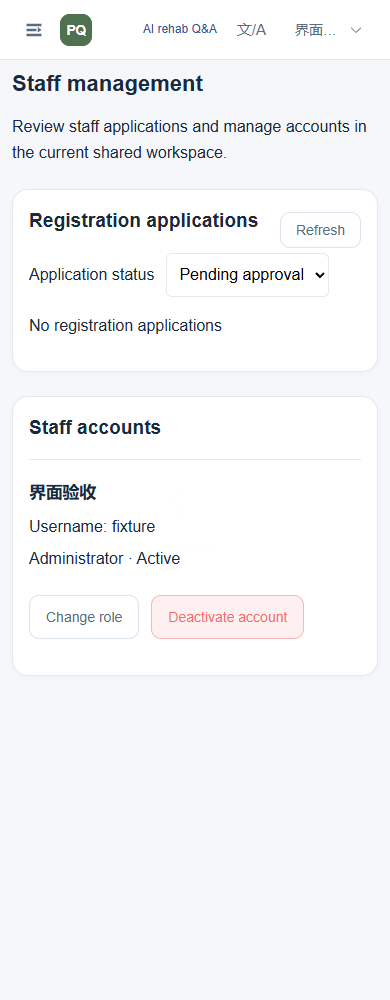 PQ
AI rehab Q&A
文/A
界面...
Staff management
Review staff applications and manage accounts in
the current shared workspace.
Registration applications
Refresh
Application status
Pending approval
No registration applications
Staff accounts
界面验收
Username: fixture
Administrator · Active
Change role
Deactivate account